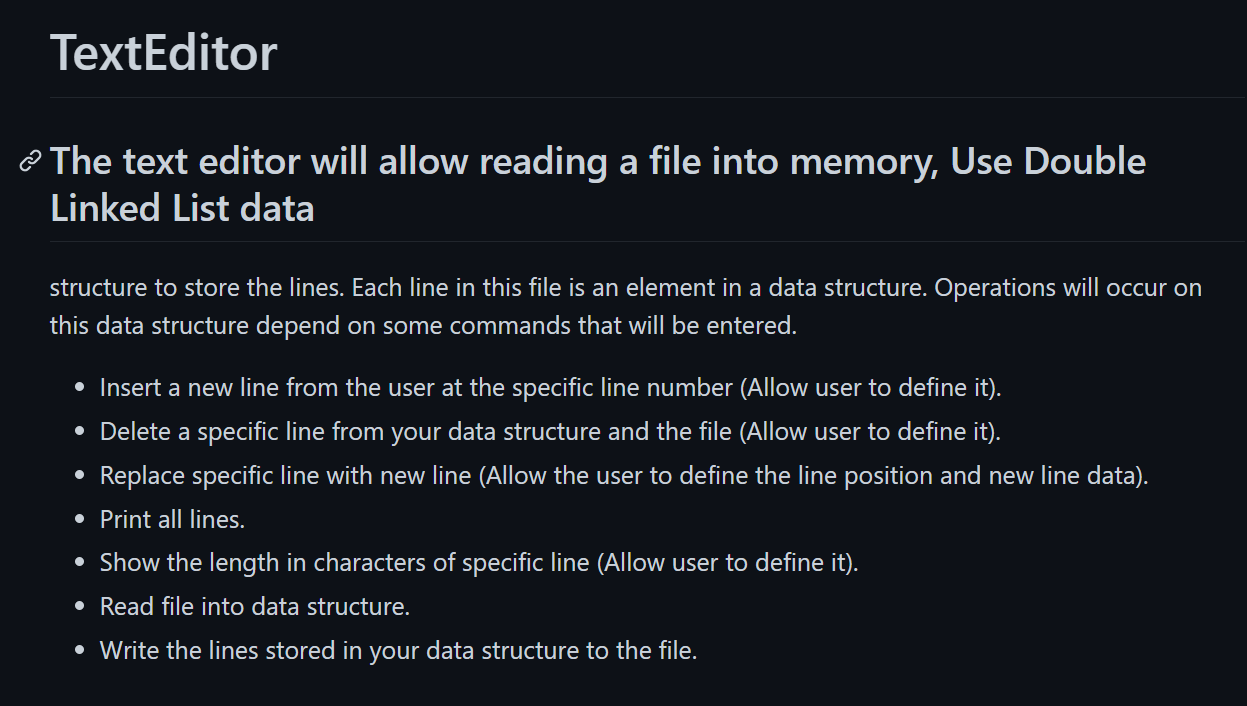 TextEditor
The text editor will allow reading a file into memory, Use Double
Linked List data
structure to store the lines. Each line in this file is an element in a data structure. Operations will occur on
this data structure depend on some commands that will be entered.
• Insert a new line from the user at the specific line number (Allow user to define it).
• Delete a specific line from your data structure and the file (Allow user to define it).
• Replace specific line with new line (Allow the user to define the line position and new line data).
• Print all lines.
• Show the length in characters of specific line (Allow user to define it).
• Read file into data structure.
• Write the lines stored in your data structure to the file.